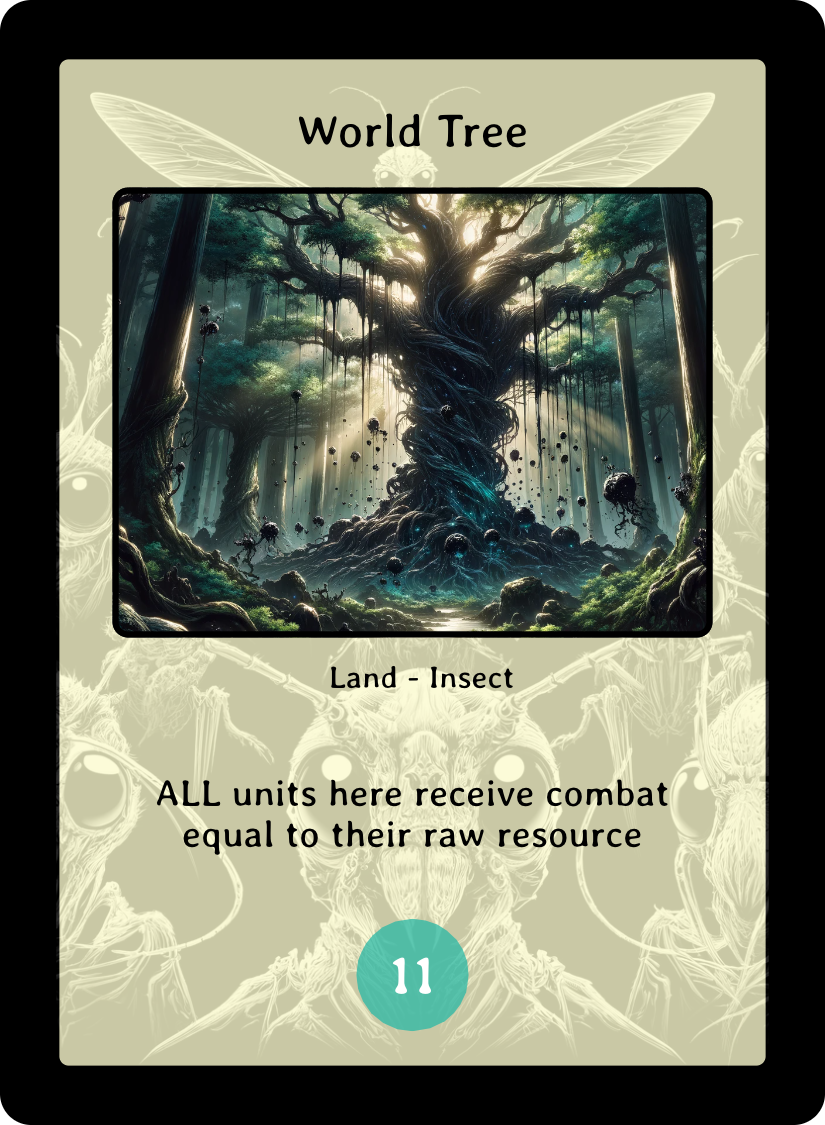 World Tree
Land - Insect
ALL units here receive combat
equal to their raw resource
11